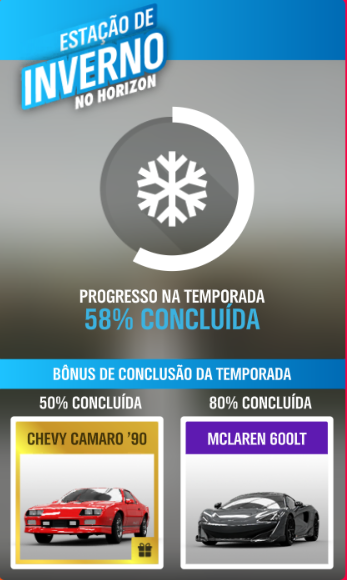 ESTAÇÃO DE
INVERNO
NO HORIZON
PROGRESSO NA TEMPORADA
58% CONCLUÍDA
BÔNUS DE CONCLUSÃO DA TEMPORADA
50% CONCLUÍDA
80% CONCLUÍDA
CHEVY CAMARO '90
MCLAREN 600LT